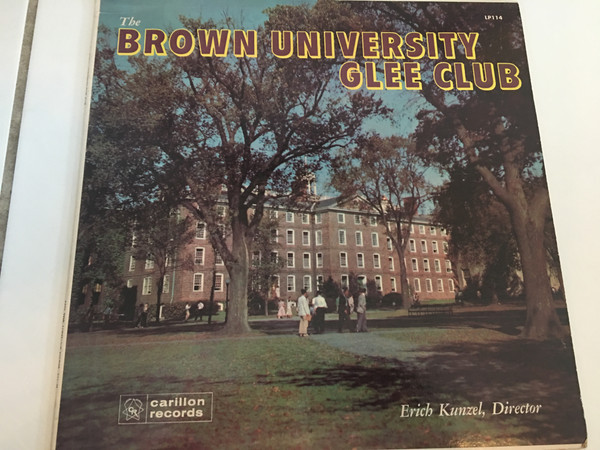 The
LP114
BROWN UNIVERSITY
GLEE CLUB
carillon
records
Erich Kunzel, Director